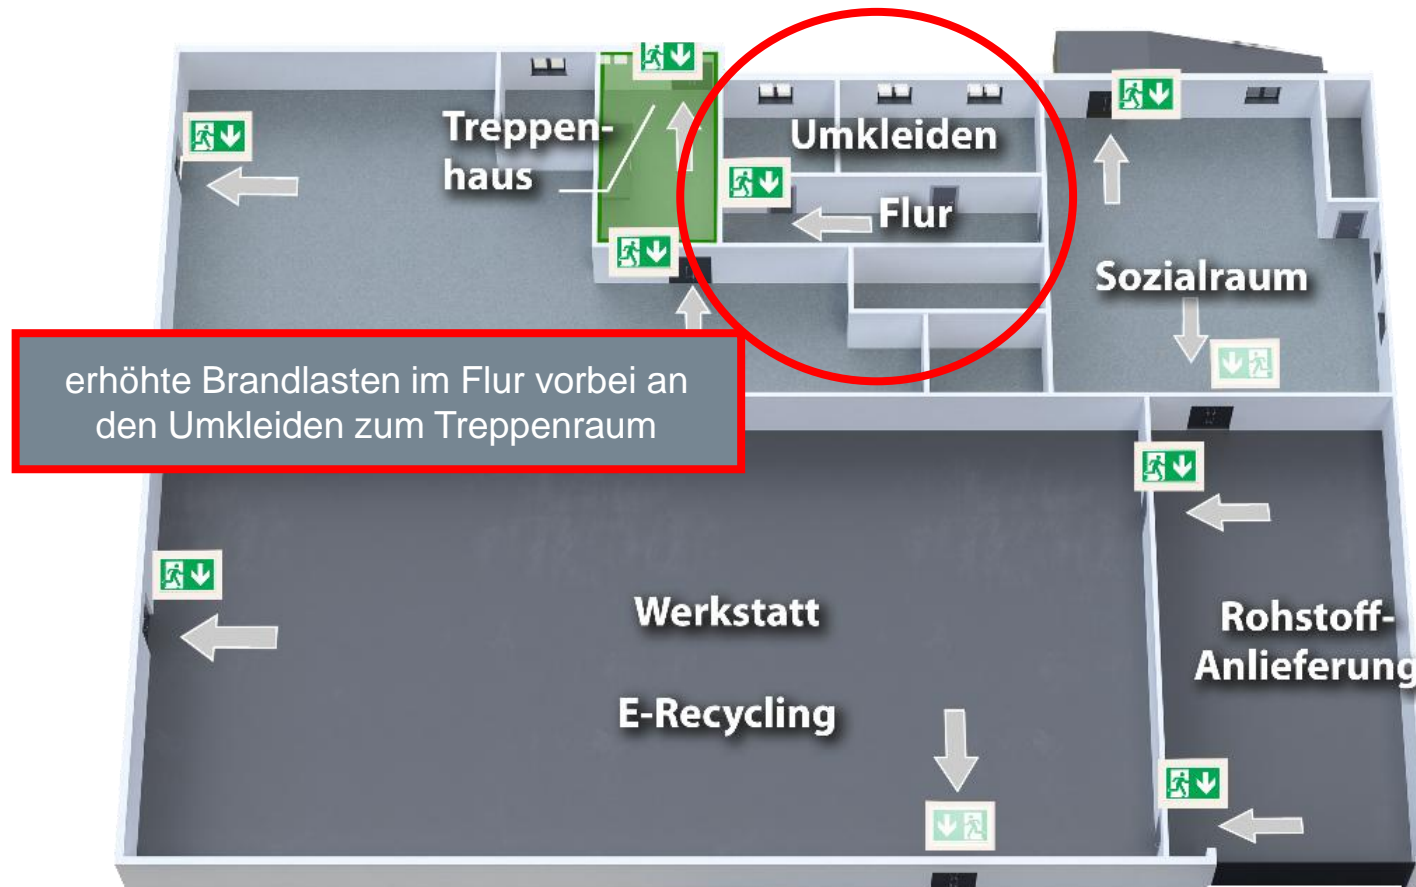 Treppen-
haus
Umkleiden
Flur
Sozialraum
erhöhte Brandlasten im Flur vorbei an
den Umkleiden zum Treppenraum
Werkstatt
E-Recycling
Rohstoff-
Anlieferung